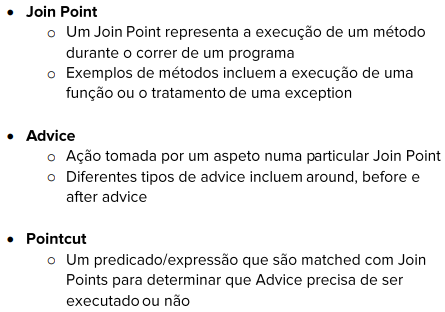 • Join Point
o Um Join Point representa a execução de um método
durante o correr de um programa
o Exemplos de métodos incluem a execução de uma
função ou o tratamento de uma exception
• Advice
o Ação tomada por um aspeto numa particular Join Point
o Diferentes tipos de advice incluem around, before e
after advice
• Pointcut
o Um predicado/expressão que são matched com Join
Points para determinar que Advice precisa de ser
executado ou não